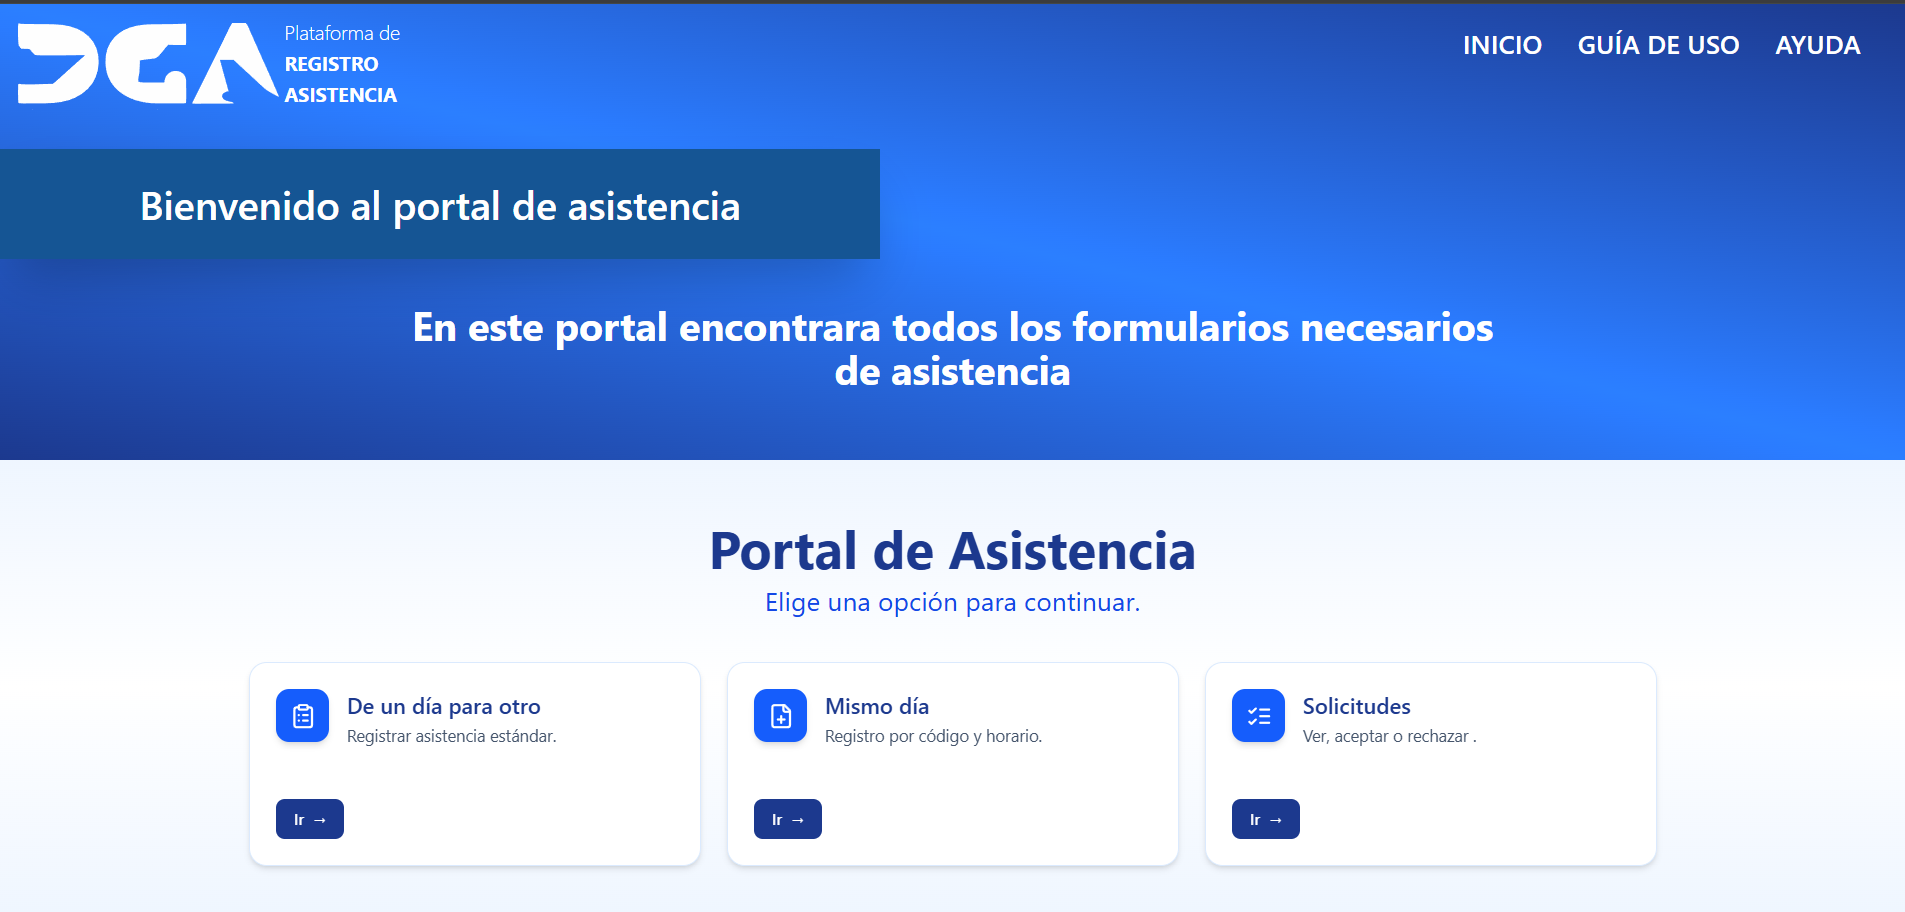 DGA
Plataforma de
REGISTRO
ASISTENCIA
INICIO GUÍA DE USO AYUDA
Bienvenido al portal de asistencia
En este portal encontrara todos los formularios necesarios
de asistencia
Portal de Asistencia
Elige una opción para continuar.
De un día para otro
Registrar asistencia estándar.
Ir →
Mismo día
Registro por código y horario.
Ir →
Solicitudes
Ver, aceptar o rechazar .
Ir →